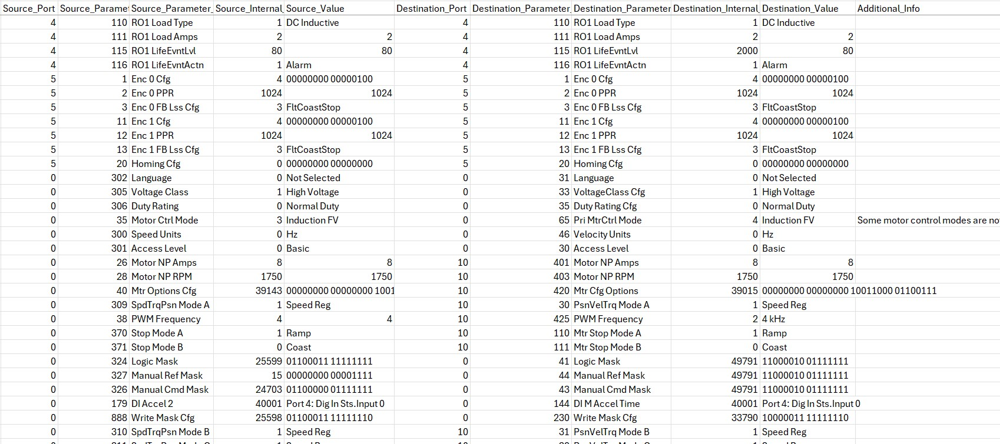 Source_Port Source_Paramet Source_Parameter_ Source_Internal_ Source_Value Destination_Port Destination_Parameter_ Destination_Parameter Destination_Internal_ Destination_Value Additional_Info
4 110 RO1 Load Type 1 DC Inductive 4 110 RO1 Load Type 1 DC Inductive
4 111 RO1 Load Amps 2 2 4 111 RO1 Load Amps 2 2
4 115 RO1 LifeEvntLvl 80 80 4 115 RO1 LifeEvntLvl 2000 80
4 116 RO1 LifeEvntActn 1 Alarm 4 116 RO1 LifeEvntActn 1 Alarm
5 1 Enc 0 Cfg 4 00000000 00000100 5 1 Enc 0 Cfg 4 00000000 00000100
5 2 Enc 0 PPR 1024 1024 5 2 Enc 0 PPR 1024 1024
5 3 Enc 0 FB Lss Cfg 3 FltCoastStop 5 3 Enc 0 FB Lss Cfg 3 FltCoastStop
5 11 Enc 1 Cfg 4 00000000 00000100 5 11 Enc 1 Cfg 4 00000000 00000100
5 12 Enc 1 PPR 1024 1024 5 12 Enc 1 PPR 1024 1024
5 13 Enc 1 FB Lss Cfg 3 FltCoastStop 5 13 Enc 1 FB Lss Cfg 3 FltCoastStop
5 20 Homing Cfg 0 00000000 00000000 5 20 Homing Cfg 0 00000000 00000000
0 302 Language 0 Not Selected 0 31 Language 0 Not Selected
0 305 Voltage Class 1 High Voltage 0 33 VoltageClass Cfg 1 High Voltage
0 306 Duty Rating 0 Normal Duty 0 35 Duty Rating Cfg 0 Normal Duty
0 35 Motor Ctrl Mode 3 Induction FV 0 65 Pri MtrCtrl Mode 4 Induction FV Some motor control modes are no
0 300 Speed Units 0 Hz 0 46 Velocity Units 0 Hz
0 301 Access Level 0 Basic 0 30 Access Level 0 Basic
0 26 Motor NP Amps 8 8 10 401 Motor NP Amps 8 8
0 28 Motor NP RPM 1750 1750 10 403 Motor NP RPM 1750 1750
0 40 Mtr Options Cfg 39143 00000000 00000000 1001 10 420 Mtr Cfg Options 39015 00000000 00000000 10011000 01100111
0 309 SpdTrqPsn Mode A 1 Speed Reg 10 30 PsnVelTrq Mode A 1 Speed Reg
0 38 PWM Frequency 4 4 10 425 PWM Frequency 2 4 kHz
0 370 Stop Mode A 1 Ramp 10 110 Mtr Stop Mode A 1 Ramp
0 371 Stop Mode B 0 Coast 10 111 Mtr Stop Mode B 0 Coast
0 324 Logic Mask 25599 01100011 11111111 0 41 Logic Mask 49791 11000010 01111111
0 327 Manual Ref Mask 15 00000000 00001111 0 44 Manual Ref Mask 49791 11000010 01111111
0 326 Manual Cmd Mask 24703 01100000 01111111 0 43 Manual Cmd Mask 49791 11000010 01111111
0 179 DI Accel 2 40001 Port 4: Dig In Sts.Input 0 0 144 DI M Accel Time 40001 Port 4: Dig In Sts.Input 0
0 888 Write Mask Cfg 25598 01100011 11111110 0 230 Write Mask Cfg 33790 10000011 11111110
0 310 SpdTrqPsn Mode B 1 Speed Reg 10 31 PsnVelTrq Mode B 1 Speed Reg